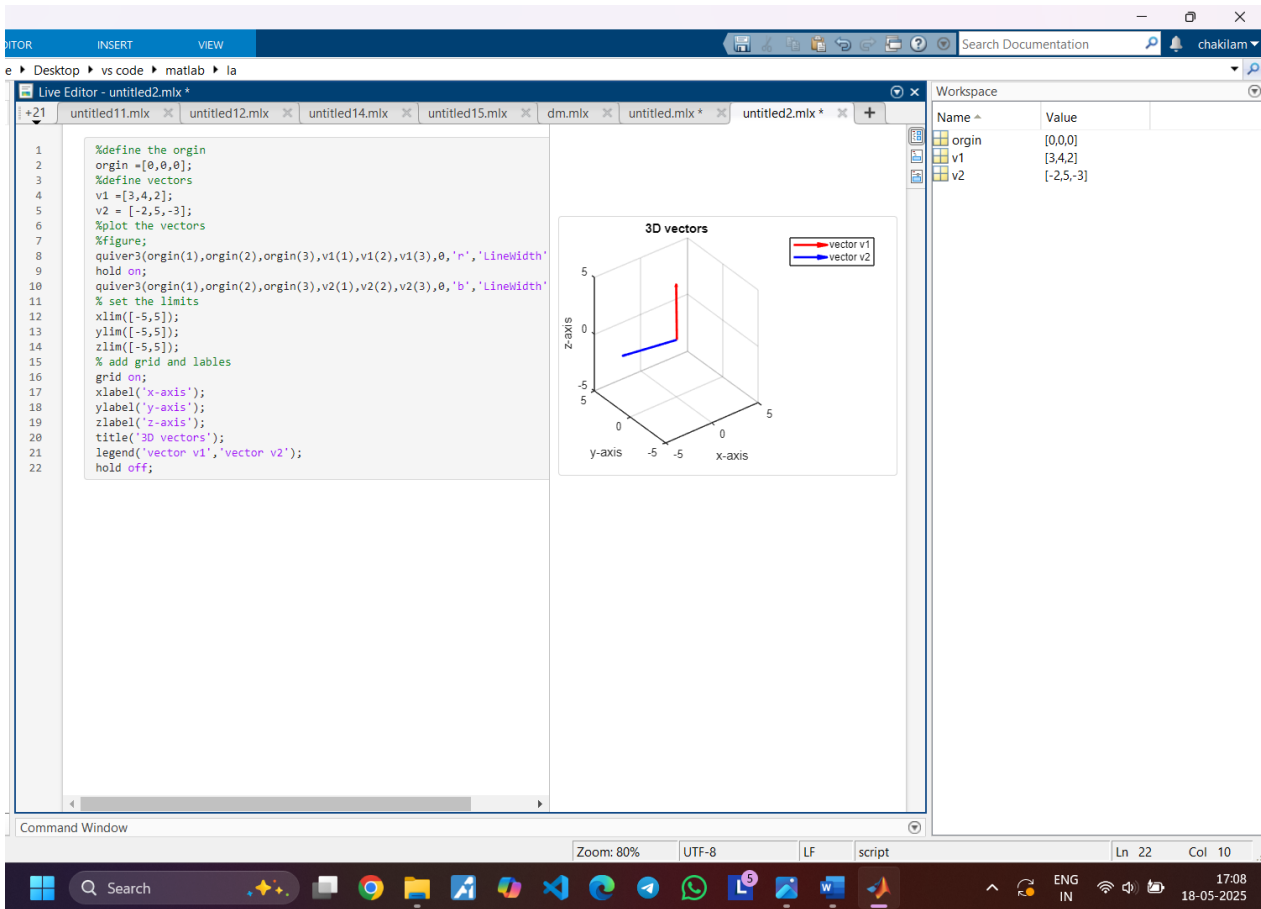 DITOR INSERT VIEW Search Documentation chakilam
e Desktop vs code matlab la
Live Editor - untitled2.mlx *
+21 untitled11.mlx untitled12.mlx untitled14.mlx untitled15.mlx dm.mlx untitled.mlx * untitled2.mlx * +
1 %define the orgin
2 orgin =[0,0,0];
3 %define vectors
4 v1 =[3,4,2];
5 v2 = [-2,5,-3];
6 %plot the vectors
7 %figure;
8 quiver3(orgin(1),orgin(2),orgin(3),v1(1),v1(2),v1(3),0,'r','LineWidth'
9 hold on;
10 quiver3(orgin(1),orgin(2),orgin(3),v2(1),v2(2),v2(3),0,'b','LineWidth'
11 % set the limits
12 xlim([-5,5]);
13 ylim([-5,5]);
14 zlim([-5,5]);
15 % add grid and lables
16 grid on;
17 xlabel('x-axis');
18 ylabel('y-axis');
19 zlabel('z-axis');
20 title('3D vectors');
21 legend('vector v1','vector v2');
22 hold off;
3D vectors
vector v1
vector v2
5
0
-5
z-axis
5
0
-5
y-axis
-5
0
5
x-axis
Workspace
Name Value
orgin [0,0,0]
v1 [3,4,2]
v2 [-2,5,-3]
Command Window
Zoom: 80% UTF-8 LF script Ln 22 Col 10
Search
L 5
ENG
IN
17:08
18-05-2025